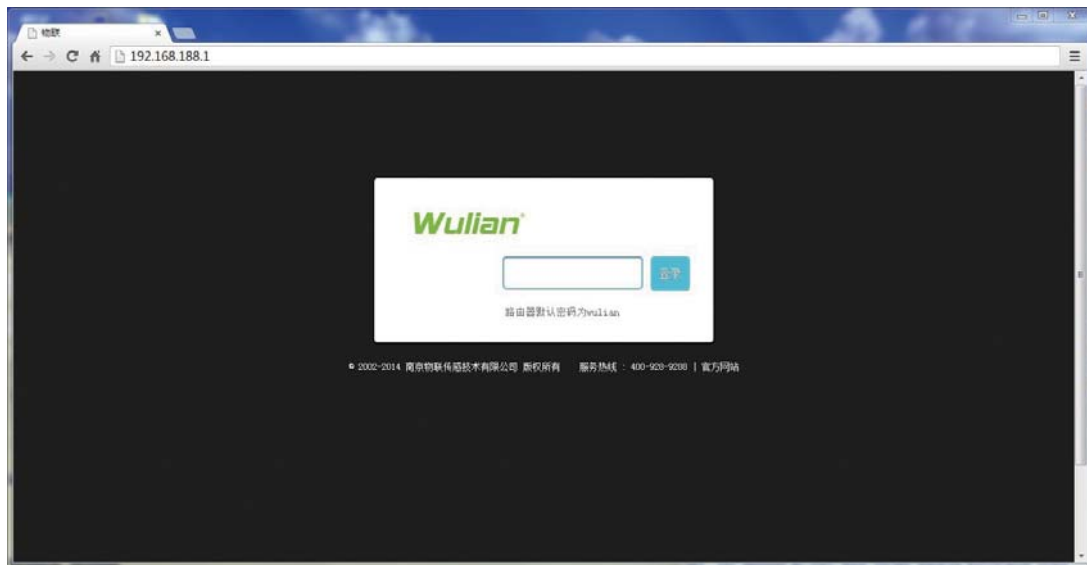 物联
192.168.188.1
Wulian
登录
路由器默认密码为wulian
© 2002-2014 南京物联传感技术有限公司 版权所有 服务热线 : 400-928-9208 | 官方网站